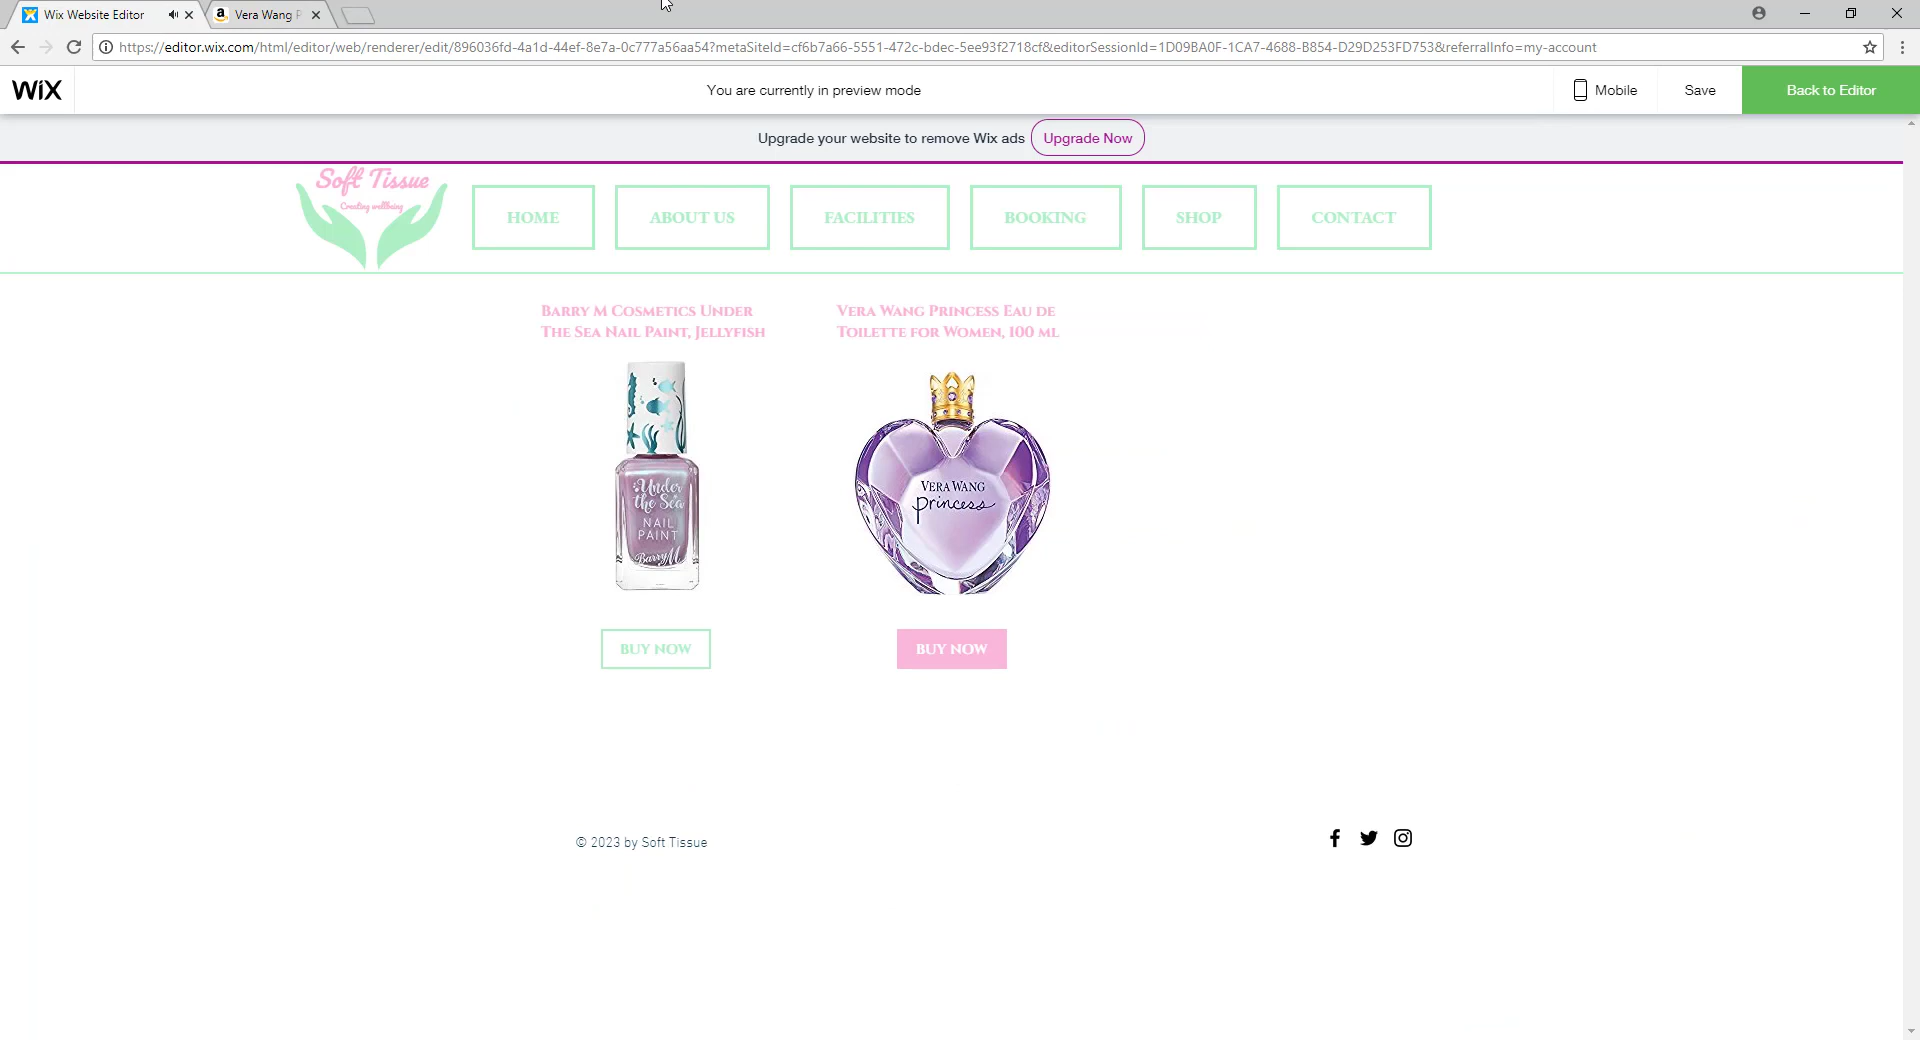 Wix Website Editor
Vera Wang P
https://editor.wix.com/html/editor/web/renderer/edit/896036fd-4a1d-44ef-8e7a-0c777a56aa54?metaSiteId=cf6b7a66-5551-472c-bdec-5ee93f2718cf&editorSessionId=1D09BA0F-1CA7-4688-B854-D29D253FD753&referralInfo=my-account
WiX
You are currently in preview mode
Mobile
Save
Back to Editor
Upgrade your website to remove Wix ads
Upgrade Now
Soft Tissue
Creating wellbeing
HOME
ABOUT US
FACILITIES
BOOKING
SHOP
CONTACT
Barry M Cosmetics Under
The Sea Nail Paint, Jellyfish
Vera Wang Princess Eau de
Toilette for Women, 100 ml
Under
the Sea
NAIL
PAINT
Barry M
VERA WANG
princess
BUY NOW
BUY NOW
© 2023 by Soft Tissue